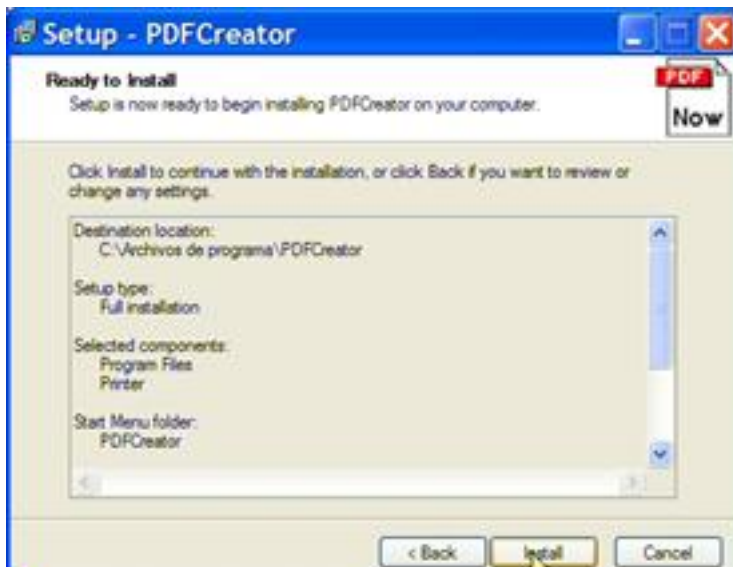 Setup - PDFCreator
Ready to Install
Setup is now ready to begin installing PDFCreator on your computer.
PDF
Now
Click Install to continue with the installation, or click Back if you want to review or
change any settings.
Destination location:
C:\Archivos de programa\PDFCreator
Setup type:
Full installation
Selected components:
Program Files
Printer
Start Menu folder:
PDFCreator
< Back Install Cancel